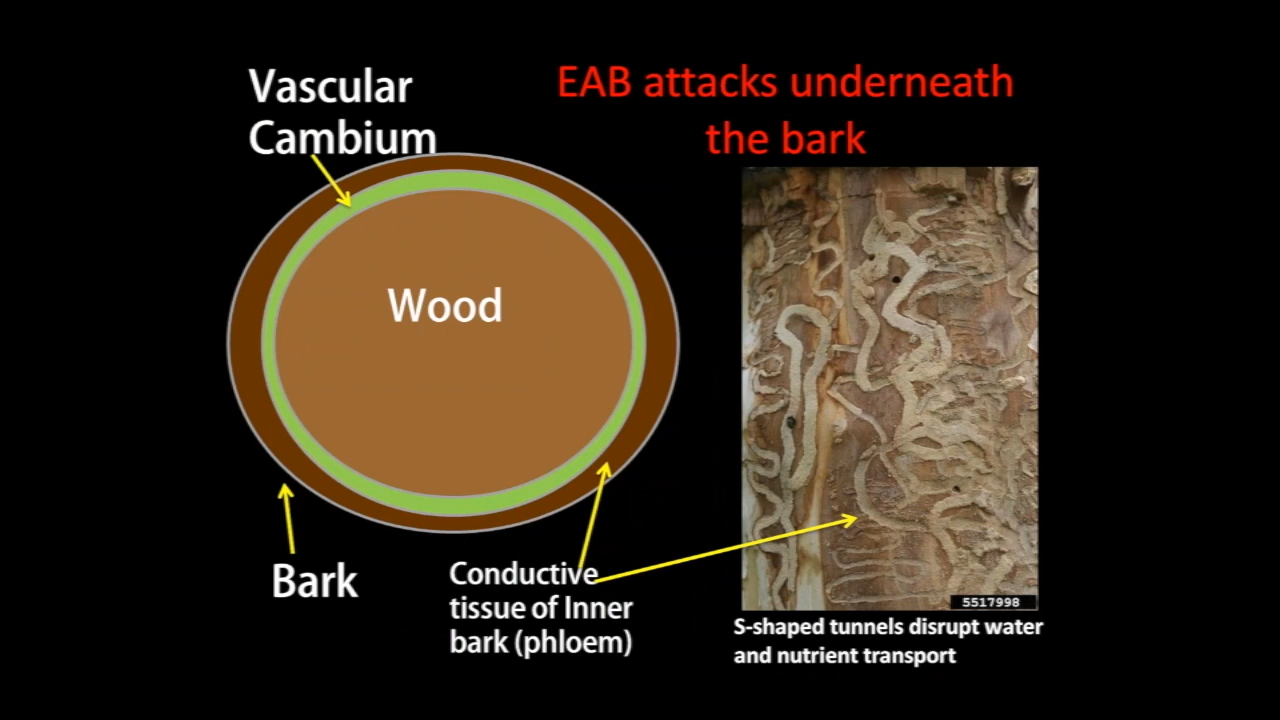 Vascular
Cambium
EAB attacks underneath
the bark
Wood
Bark
Conductive
tissue of Inner
bark (phloem)
5517998
S-shaped tunnels disrupt water
and nutrient transport